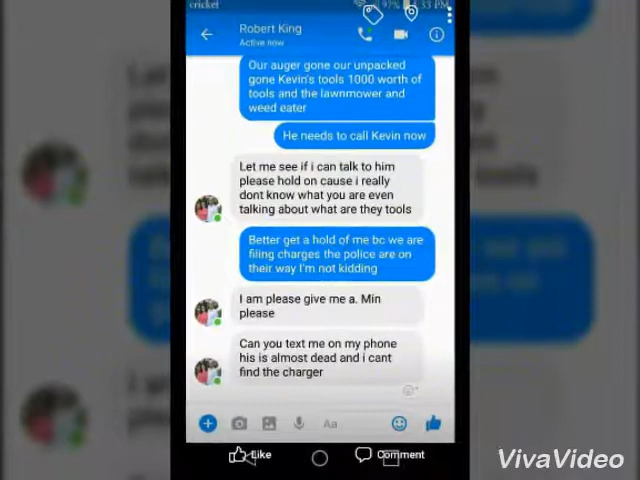 cricket
97%
:33 PM
Robert King
Active now
Our auger gone our unpacked
gone Kevin's tools 1000 worth of
tools and the lawnmower and
weed eater
He needs to call Kevin now
Let me see if i can talk to him
please hold on cause i really
dont know what you are even
talking about what are they tools
Better get a hold of me bc we are
filing charges the police are on
their way I'm not kidding
I am please give me a. Min
please
Can you text me on my phone
his is almost dead and i cant
find the charger
Aa
Like
Comment
VivaVideo